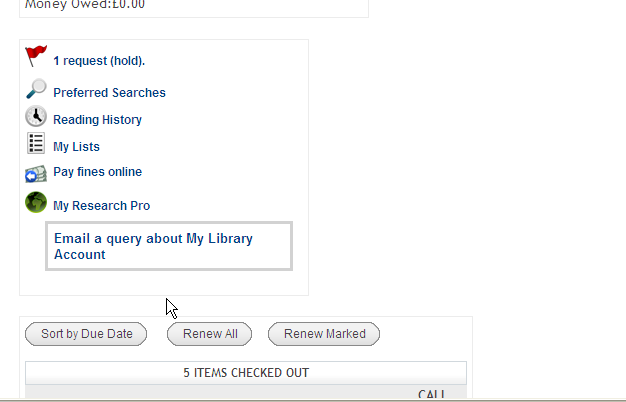 Money Owed:£0.00
1 request (hold).
Preferred Searches
Reading History
My Lists
Pay fines online
My Research Pro
Email a query about My Library
Account
Sort by Due Date Renew All Renew Marked
5 ITEMS CHECKED OUT
CALL